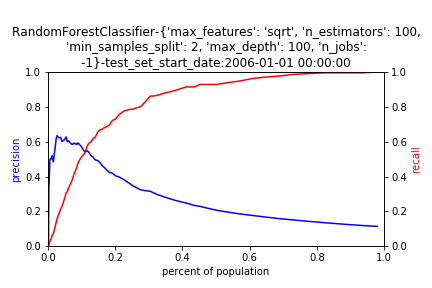 RandomForestClassifier-{'max_features': 'sqrt', 'n_estimators': 100,
'min_samples_split': 2, 'max_depth': 100, 'n_jobs':
-1}-test_set_start_date:2006-01-01 00:00:00
1.0 1.0
0.8 0.8
0.6 0.6
precision recall
0.4 0.4
0.2 0.2
0.0 0.0
0.0 0.2 0.4 0.6 0.8 1.0
percent of population